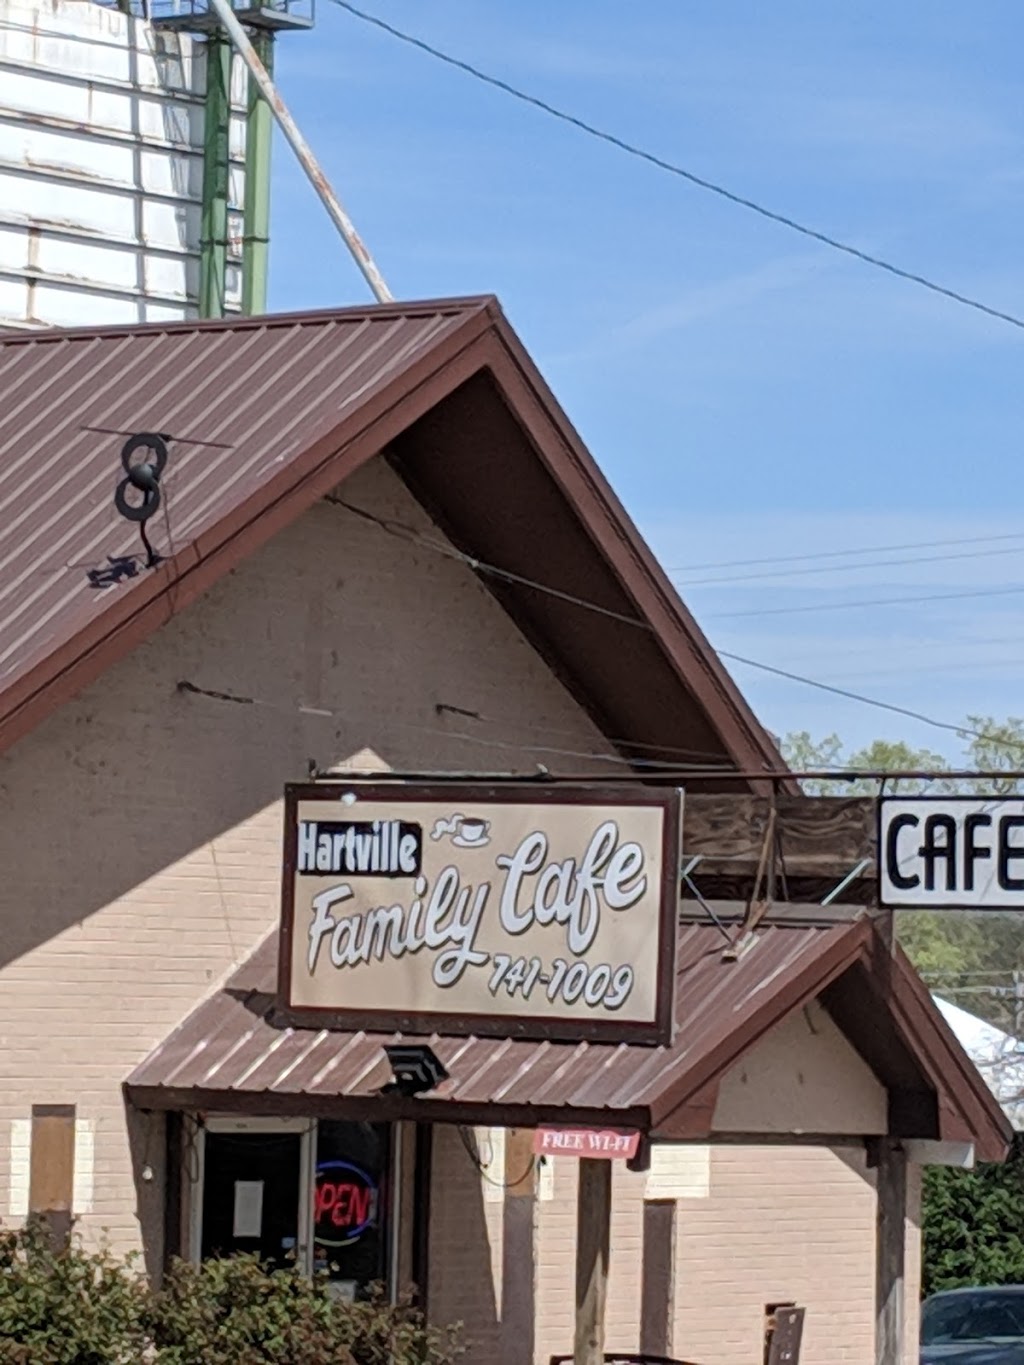 Hartville
Family Cafe
741-1009
CAFE
FREE WI-FI
OPEN